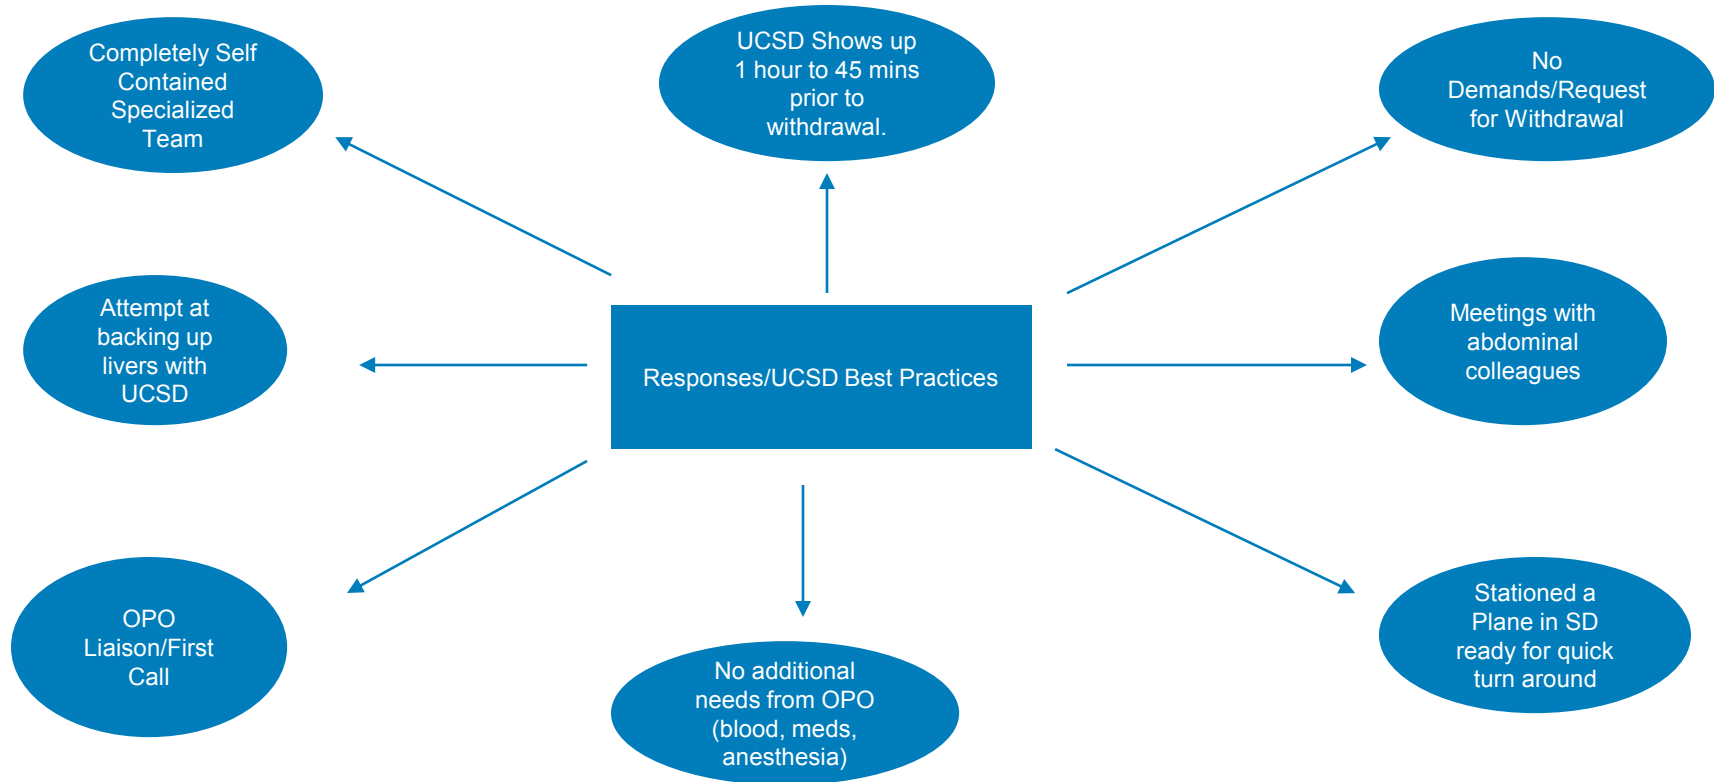 Completely Self
Contained
Specialized
Team
UCSD Shows up
1 hour to 45 mins
prior to
withdrawal.
No
Demands/Request
for Withdrawal
Attempt at
backing up
livers with
UCSD
Responses/UCSD Best Practices
Meetings with
abdominal
colleagues
OPO
Liaison/First
Call
No additional
needs from OPO
(blood, meds,
anesthesia)
Stationed a
Plane in SD
ready for quick
turn around